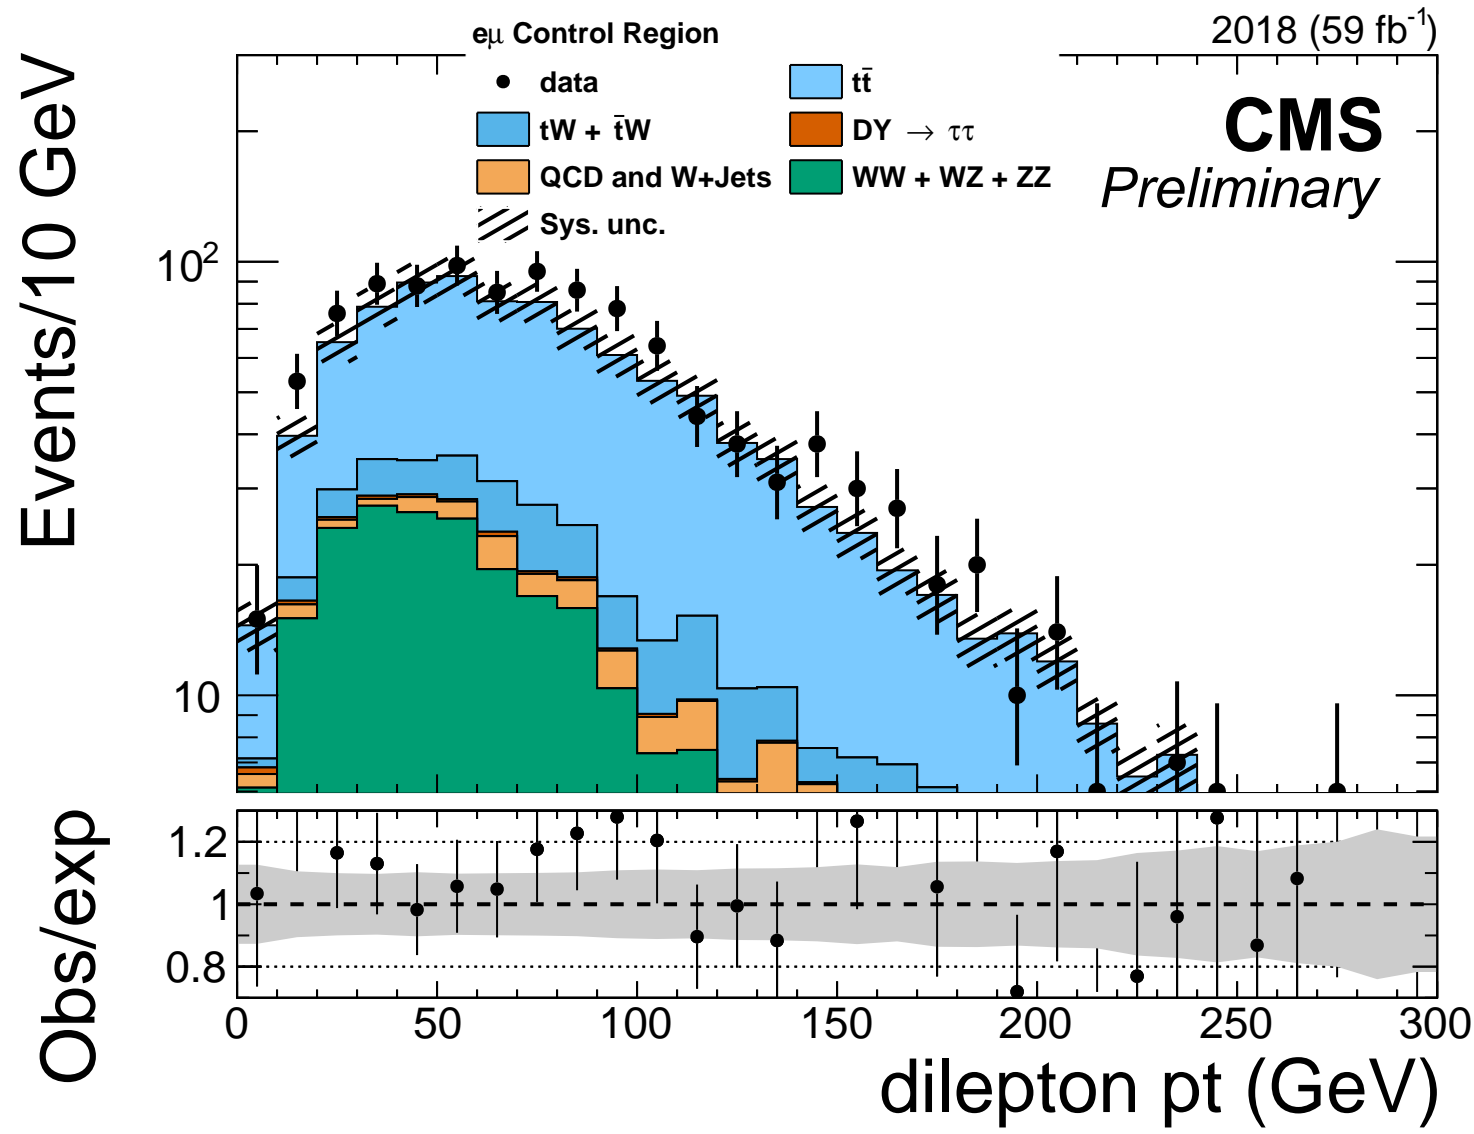 eμ Control Region
2018 (59 fb⁻¹)
data
tt̄
tW + t̄W
DY → ττ
QCD and W+Jets
WW + WZ + ZZ
Sys. unc.
CMS
Preliminary
Events/10 GeV
10²
10
Obs/exp
1.2
1
0.8
0 50 100 150 200 250 300
dilepton pt (GeV)